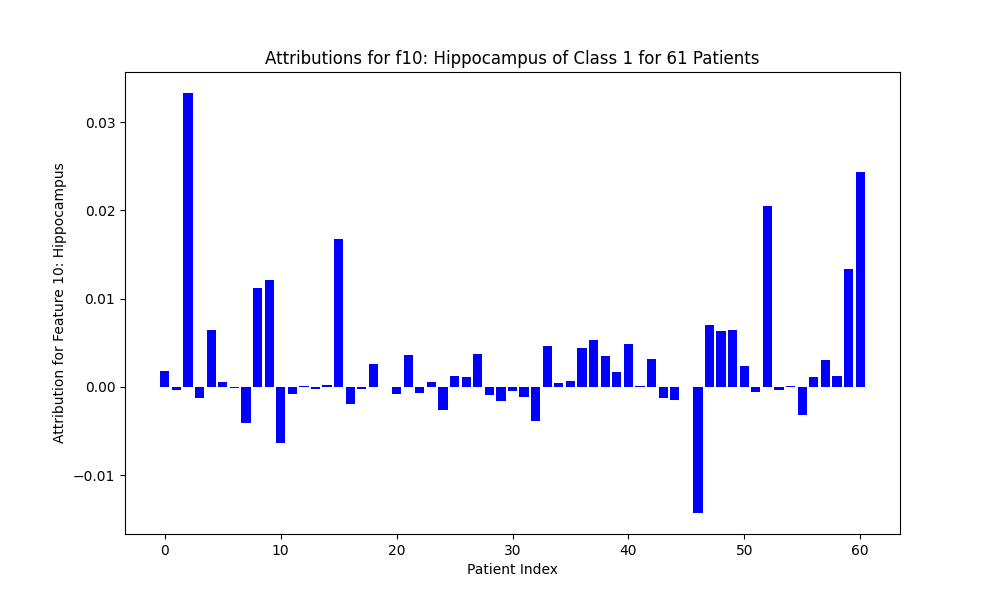 Attributions for f10: Hippocampus of Class 1 for 61 Patients
Attribution for Feature 10: Hippocampus
0.03
0.02
0.01
0.00
−0.01
0 10 20 30 40 50 60
Patient Index